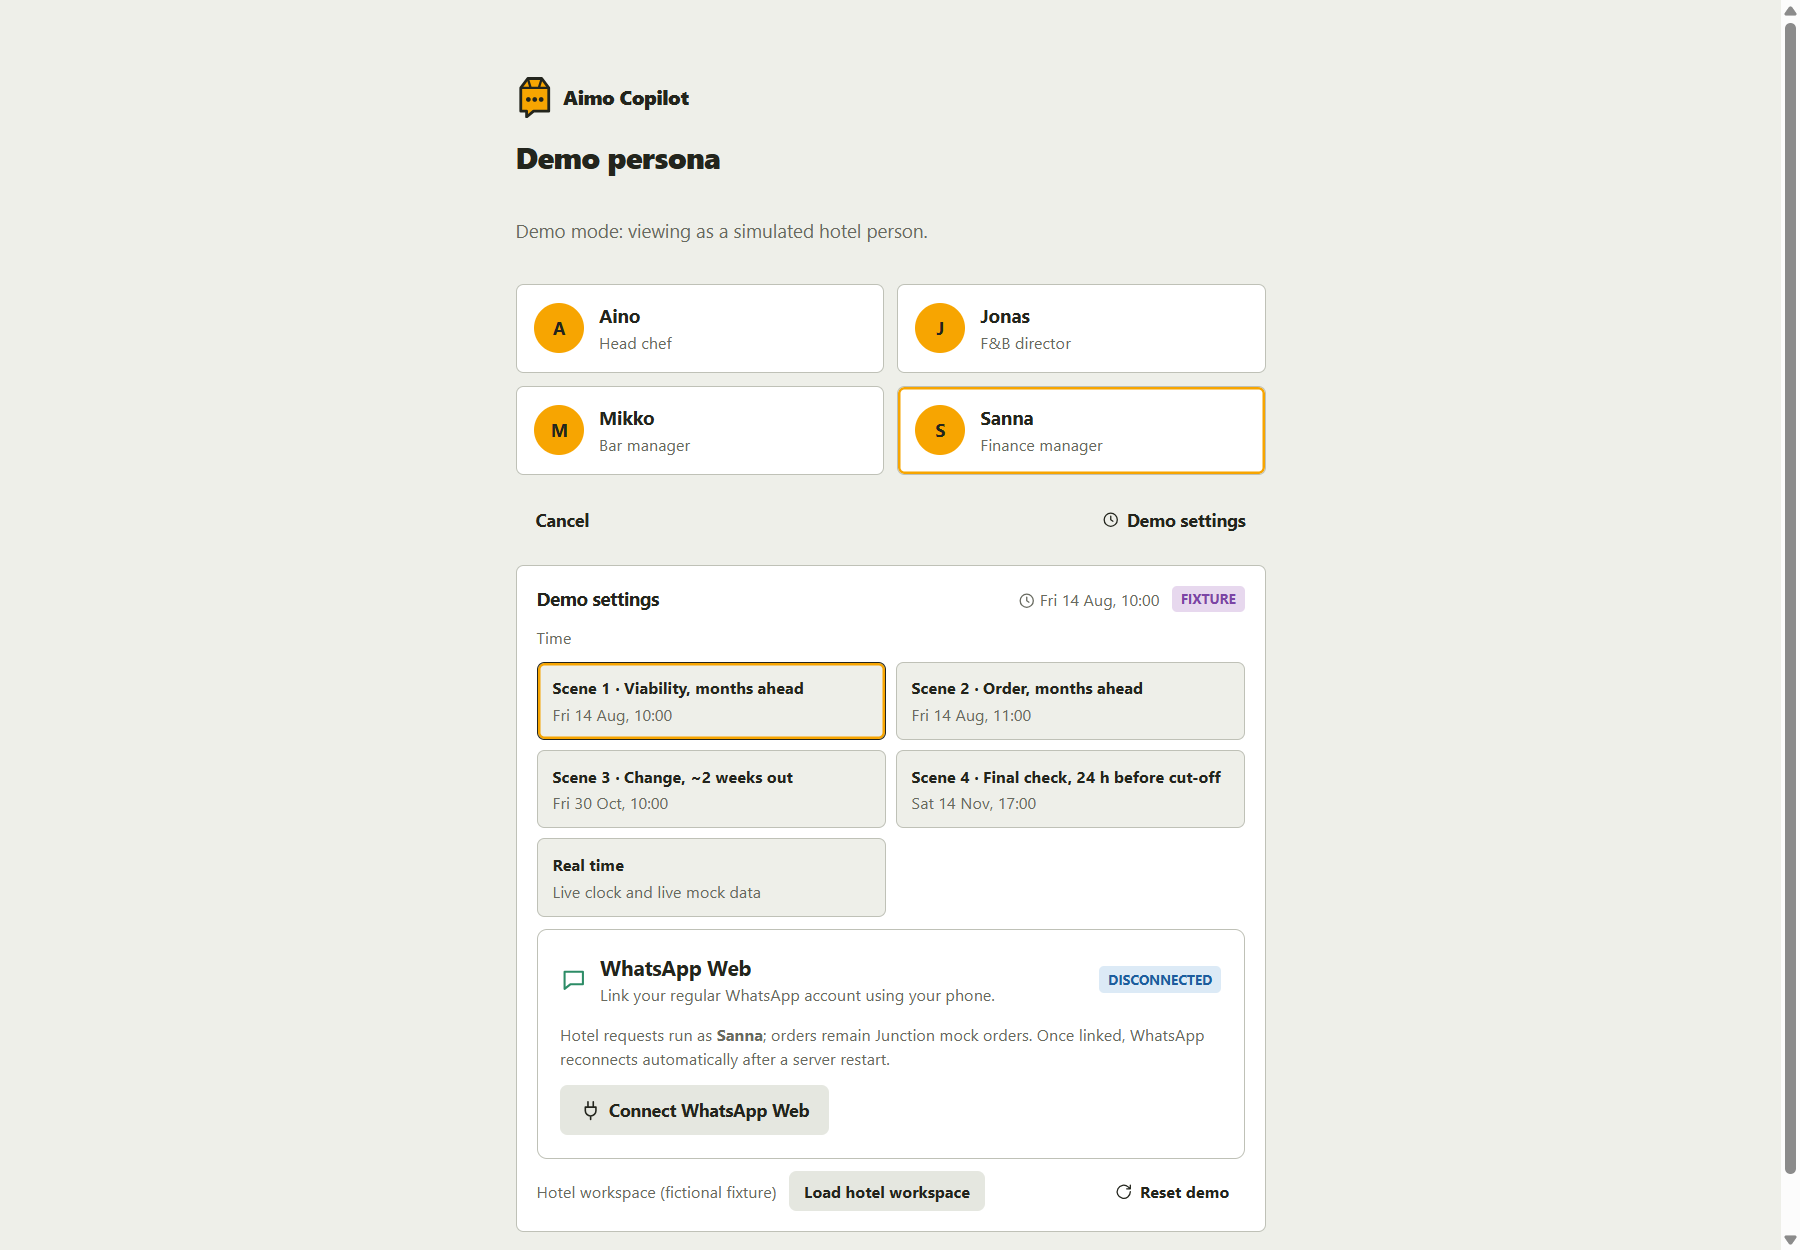 Aimo Copilot
Demo persona
Demo mode: viewing as a simulated hotel person.
A
Aino
Head chef
J
Jonas
F&B director
M
Mikko
Bar manager
S
Sanna
Finance manager
Cancel
Demo settings
Demo settings
Fri 14 Aug, 10:00
FIXTURE
Time
Scene 1 · Viability, months ahead
Fri 14 Aug, 10:00
Scene 2 · Order, months ahead
Fri 14 Aug, 11:00
Scene 3 · Change, ~2 weeks out
Fri 30 Oct, 10:00
Scene 4 · Final check, 24 h before cut-off
Sat 14 Nov, 17:00
Real time
Live clock and live mock data
WhatsApp Web
Link your regular WhatsApp account using your phone.
DISCONNECTED
Hotel requests run as Sanna; orders remain Junction mock orders. Once linked, WhatsApp
reconnects automatically after a server restart.
Connect WhatsApp Web
Hotel workspace (fictional fixture)
Load hotel workspace
Reset demo